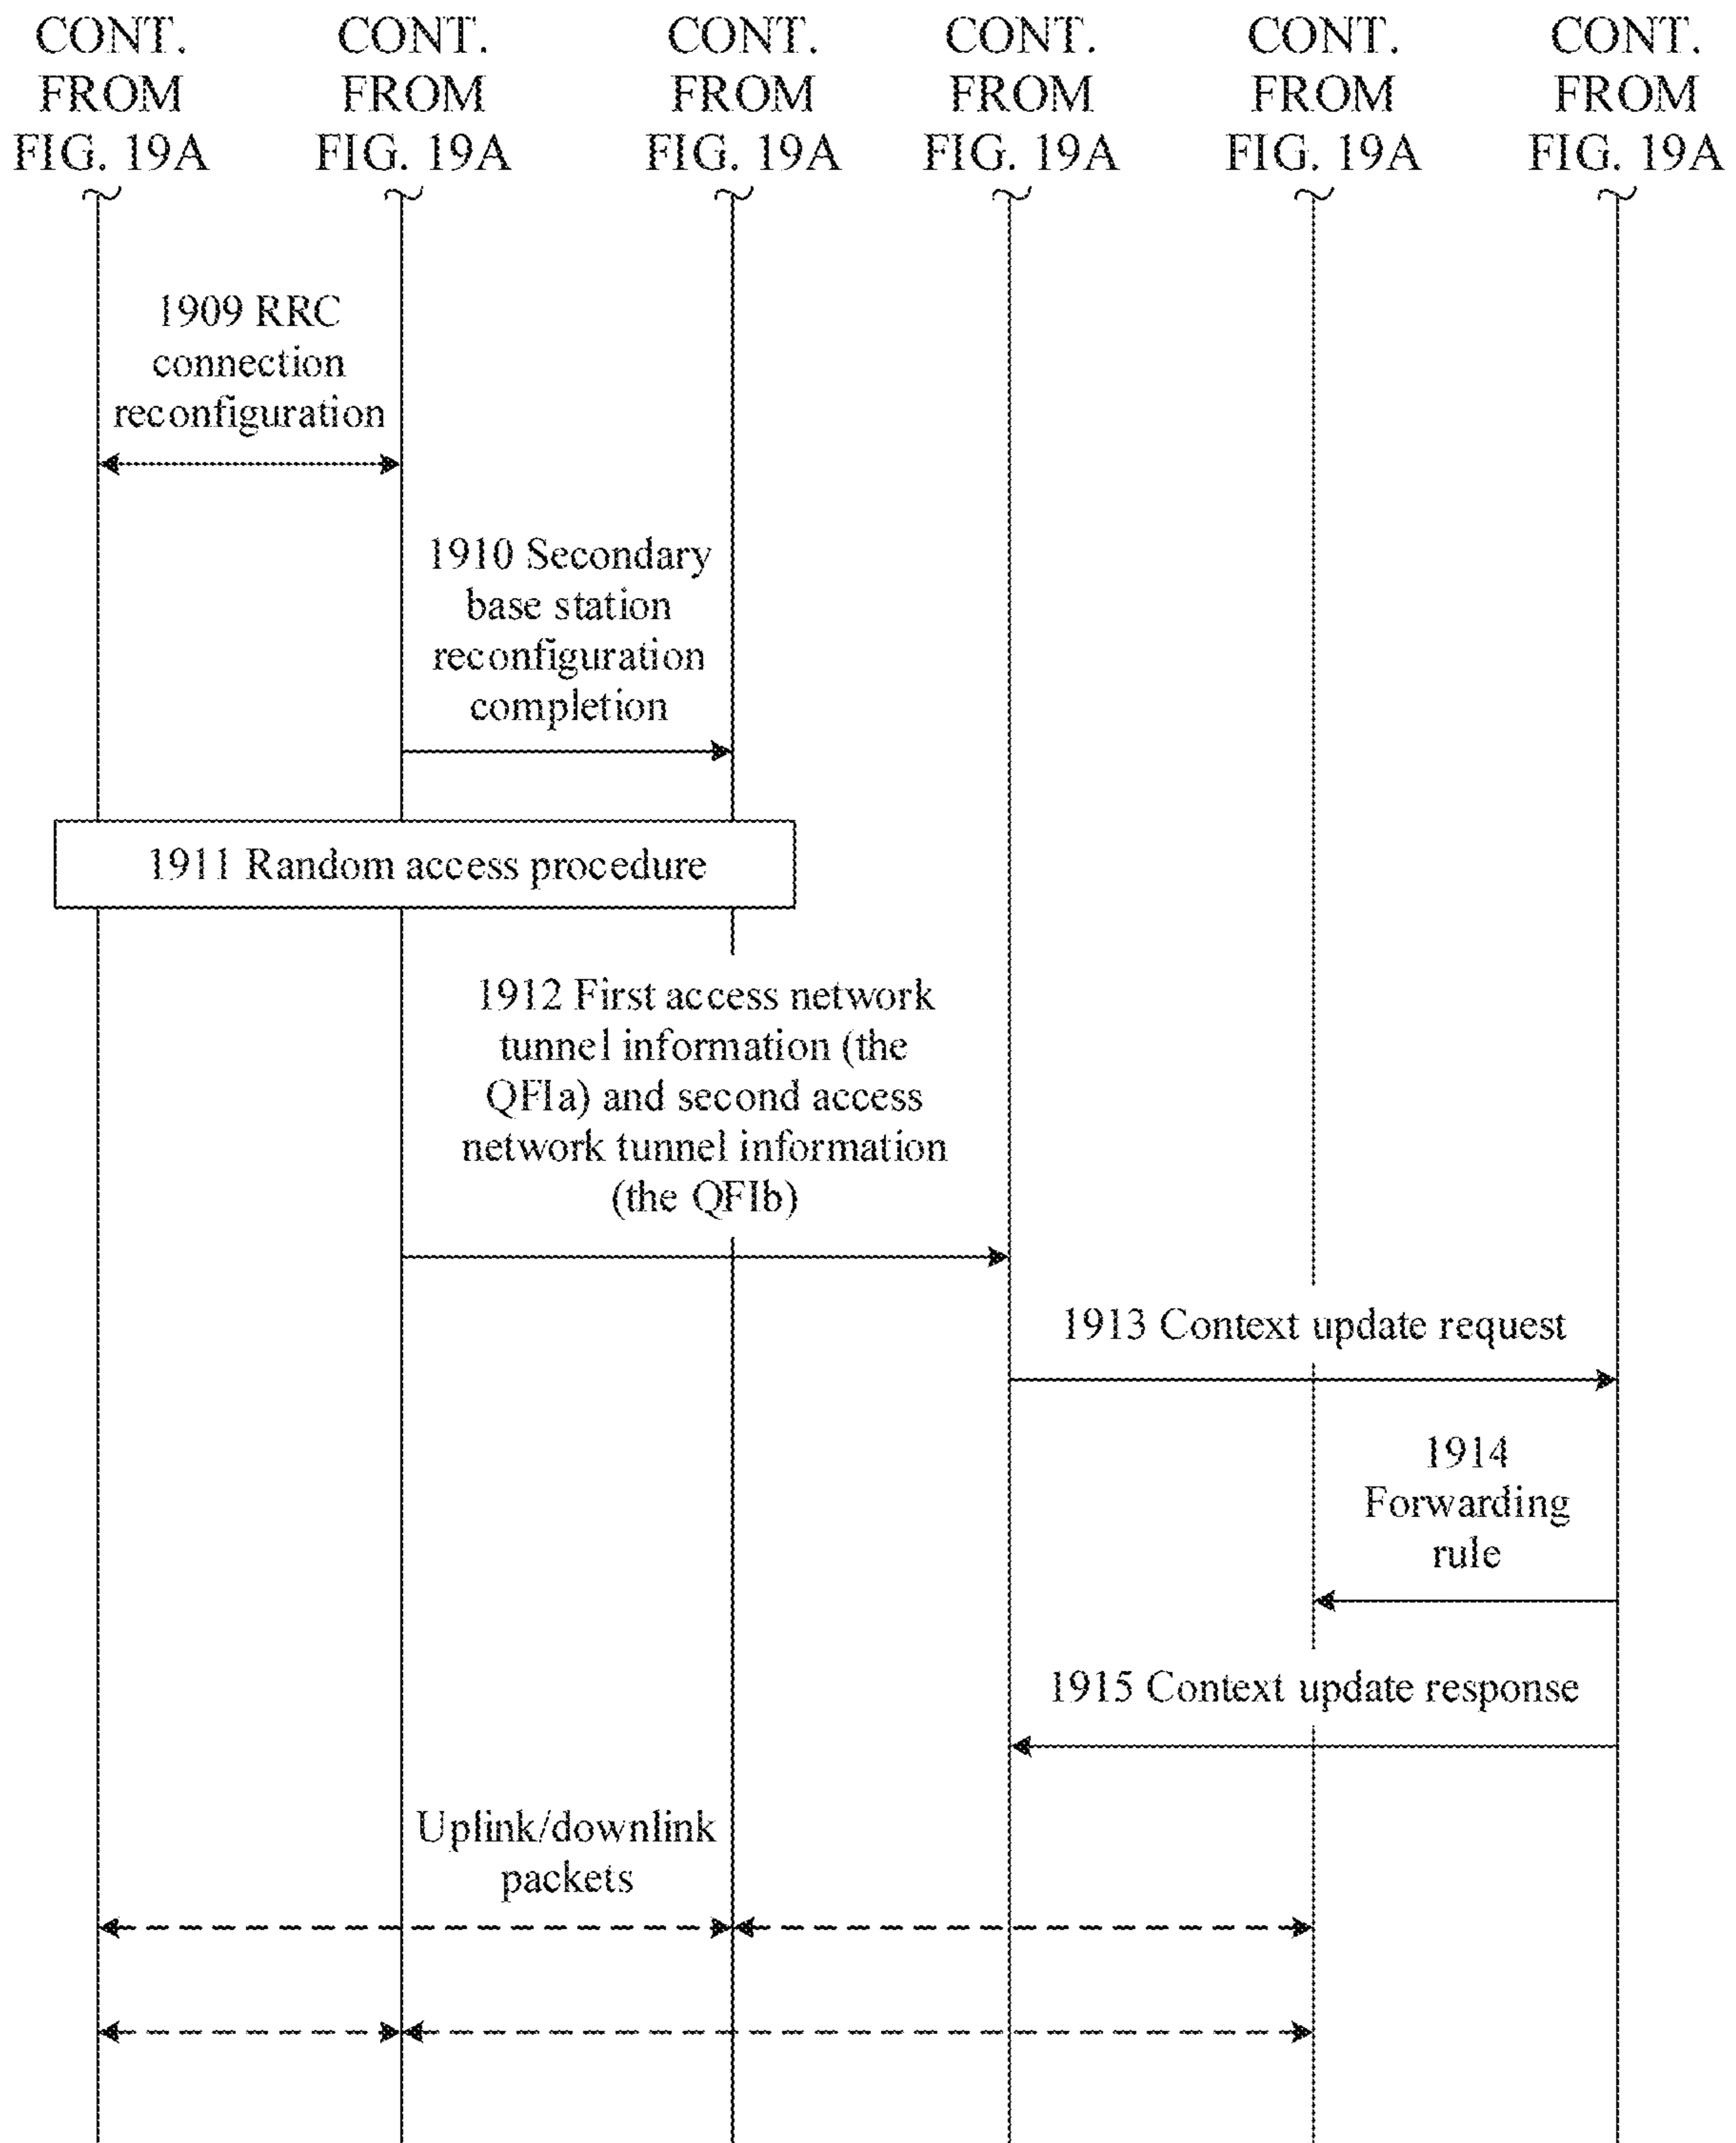 CONT.
FROM
FIG. 19A
CONT.
FROM
FIG. 19A
CONT.
FROM
FIG. 19A
CONT.
FROM
FIG. 19A
CONT.
FROM
FIG. 19A
CONT.
FROM
FIG. 19A
1909 RRC
connection
reconfiguration
1910 Secondary
base station
reconfiguration
completion
1911 Random access procedure
1912 First access network
tunnel information (the
QFIa) and second access
network tunnel information
(the QFIb)
1913 Context update request
1914
Forwarding
rule
1915 Context update response
Uplink/downlink
packets